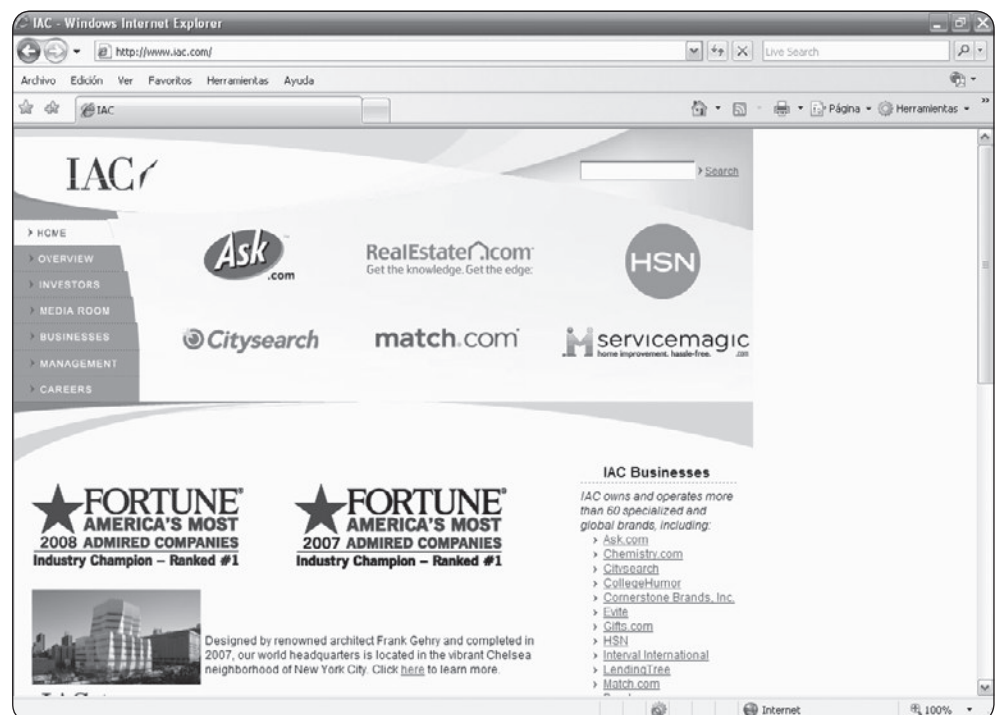 IAC - Windows Internet Explorer
http://www.iac.com/
Live Search
Archivo Edición Ver Favoritos Herramientas Ayuda
IAC
Página Herramientas
IAC
Search
HOME
OVERVIEW
INVESTORS
MEDIA ROOM
BUSINESSES
MANAGEMENT
CAREERS
Ask.com
RealEstate.com
Get the knowledge. Get the edge.
HSN
Citysearch
match.com
servicemagic.com
home improvement. hassle-free.
FORTUNE®
AMERICA'S MOST
2008 ADMIRED COMPANIES
Industry Champion – Ranked #1
FORTUNE®
AMERICA'S MOST
2007 ADMIRED COMPANIES
Industry Champion – Ranked #1
Designed by renowned architect Frank Gehry and completed in
2007, our world headquarters is located in the vibrant Chelsea
neighborhood of New York City. Click here to learn more.
IAC Businesses
IAC owns and operates more
than 60 specialized and
global brands, including:
Ask.com
Chemistry.com
Citysearch
CollegeHumor
Cornerstone Brands, Inc.
Evite
Gifts.com
HSN
Interval International
LendingTree
Match.com
Internet
100%